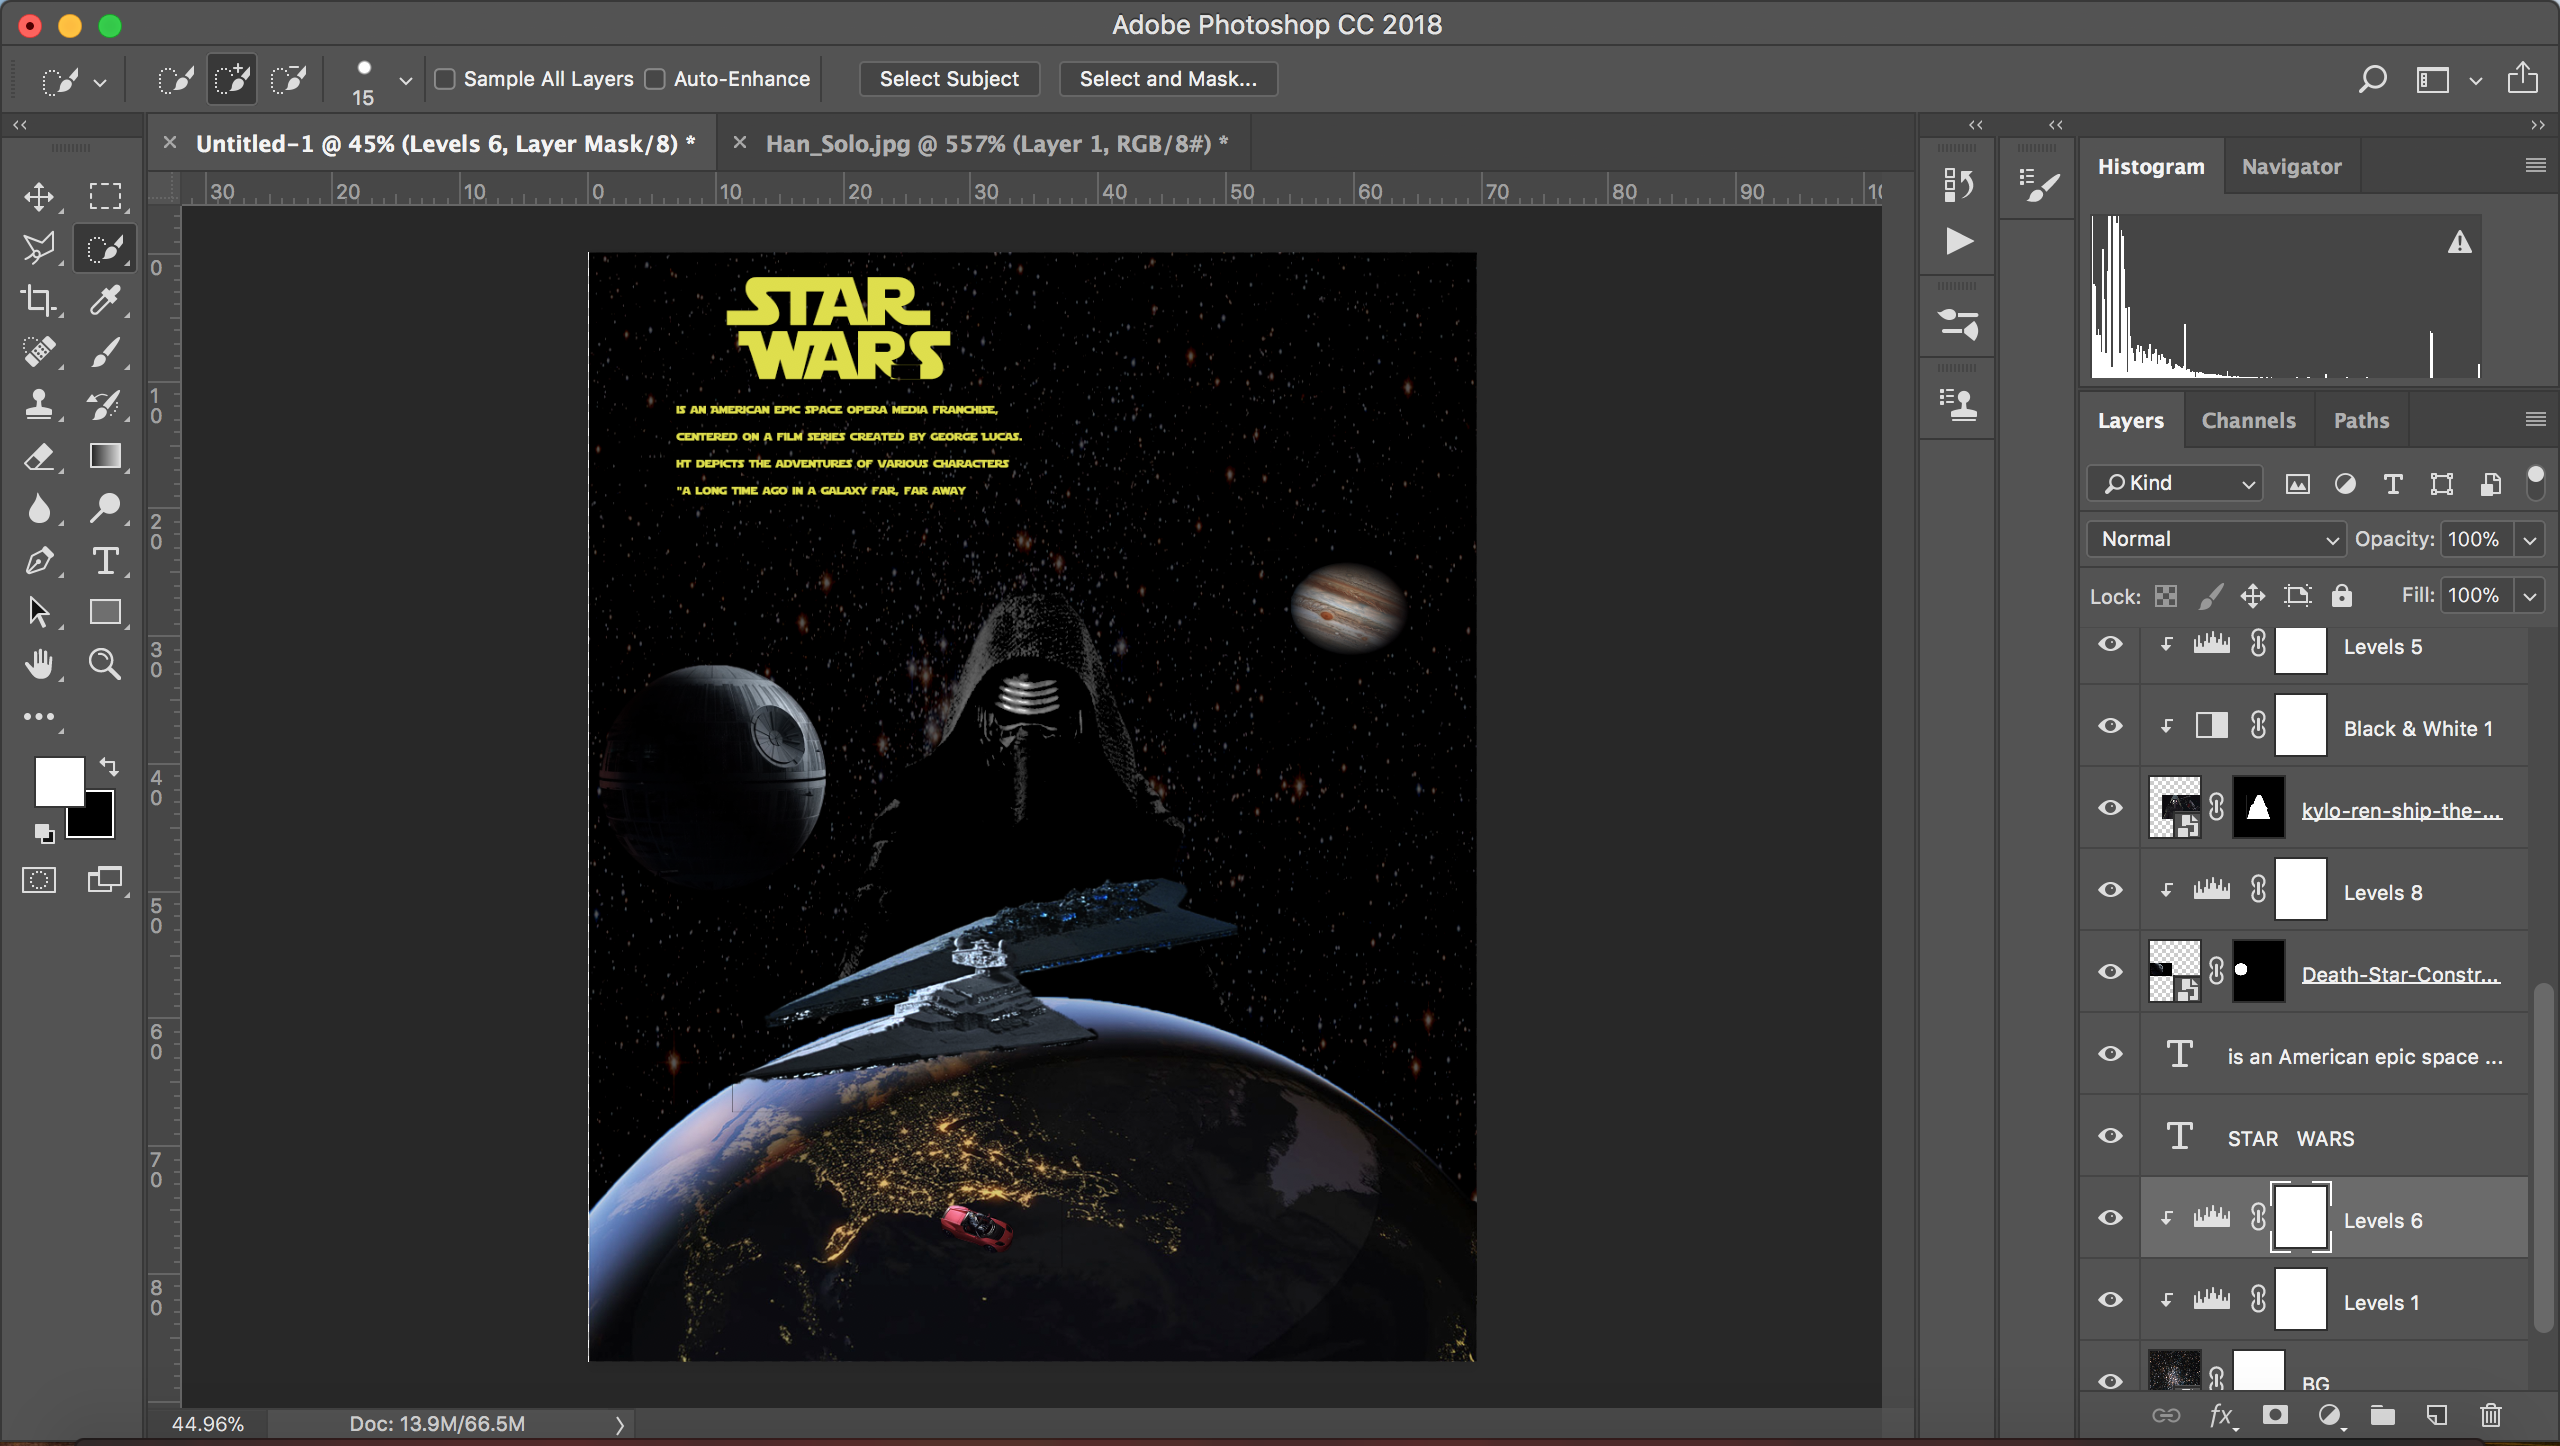 Adobe Photoshop CC 2018
15
Sample All Layers
Auto-Enhance
Select Subject
Select and Mask...
Untitled-1 @ 45% (Levels 6, Layer Mask/8) *
Han_Solo.jpg @ 557% (Layer 1, RGB/8#) *
30 20 10 0 10 20 30 40 50 60 70 80 90 10
0
10
20
30
40
50
60
70
80
STAR
WARS
IS AN AMERICAN EPIC SPACE OPERA MEDIA FRANCHISE,
CENTERED ON A FILM SERIES CREATED BY GEORGE LUCAS.
HT DEPICTS THE ADVENTURES OF VARIOUS CHARACTERS
"A LONG TIME AGO IN A GALAXY FAR, FAR AWAY
44.96%
Doc: 13.9M/66.5M
Histogram
Navigator
Layers
Channels
Paths
Kind
Normal
Opacity: 100%
Lock:
Fill: 100%
Levels 5
Black & White 1
kylo-ren-ship-the-...
Levels 8
Death-Star-Constr...
is an American epic space ...
STAR WARS
Levels 6
Levels 1
BG
fx